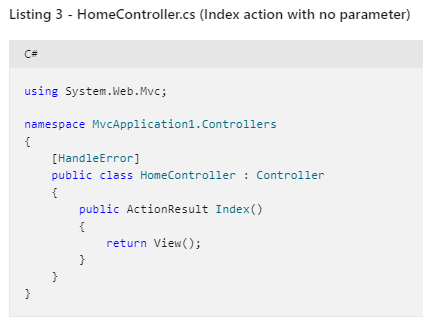 Listing 3 - HomeController.cs (Index action with no parameter)
C#
using System.Web.Mvc;
namespace MvcApplication1.Controllers
{
    [HandleError]
    public class HomeController : Controller
    {
        public ActionResult Index()
        {
            return View();
        }
    }
}